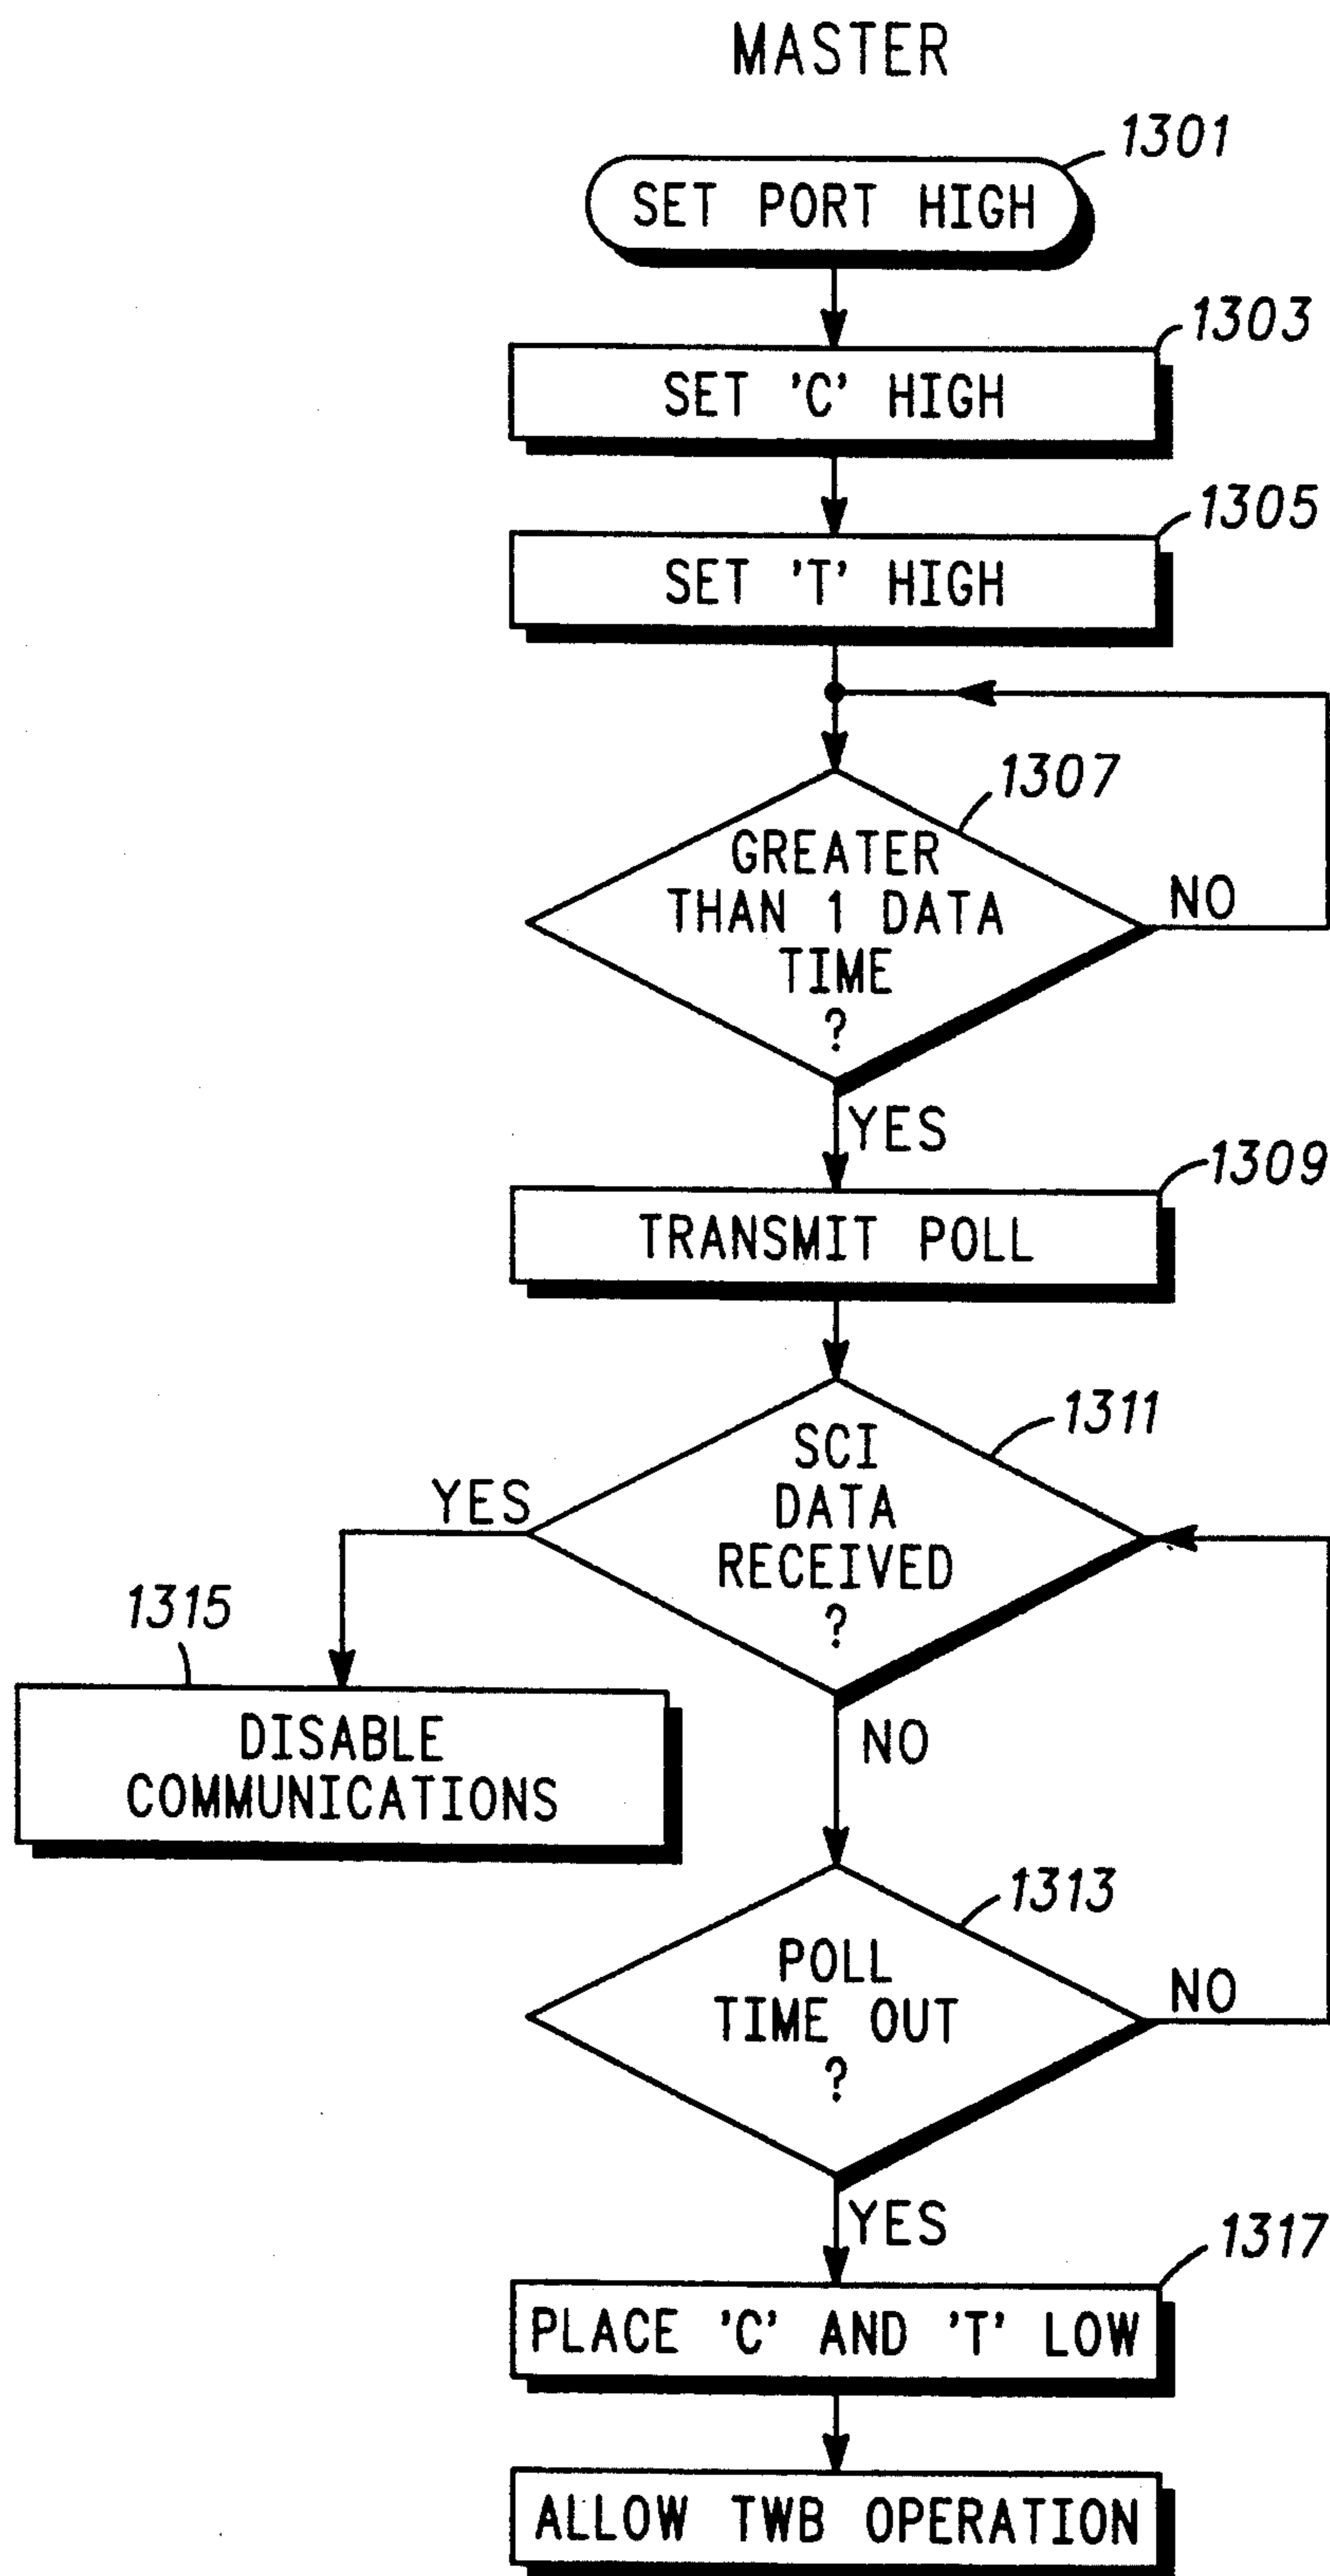 MASTER
1301
SET PORT HIGH
1303
SET 'C' HIGH
1305
SET 'T' HIGH
1307
GREATER
THAN 1 DATA
TIME
?
NO
YES
1309
TRANSMIT POLL
1311
SCI
DATA
RECEIVED
?
YES
1315
DISABLE
COMMUNICATIONS
NO
1313
POLL
TIME OUT
?
NO
YES
1317
PLACE 'C' AND 'T' LOW
ALLOW TWB OPERATION